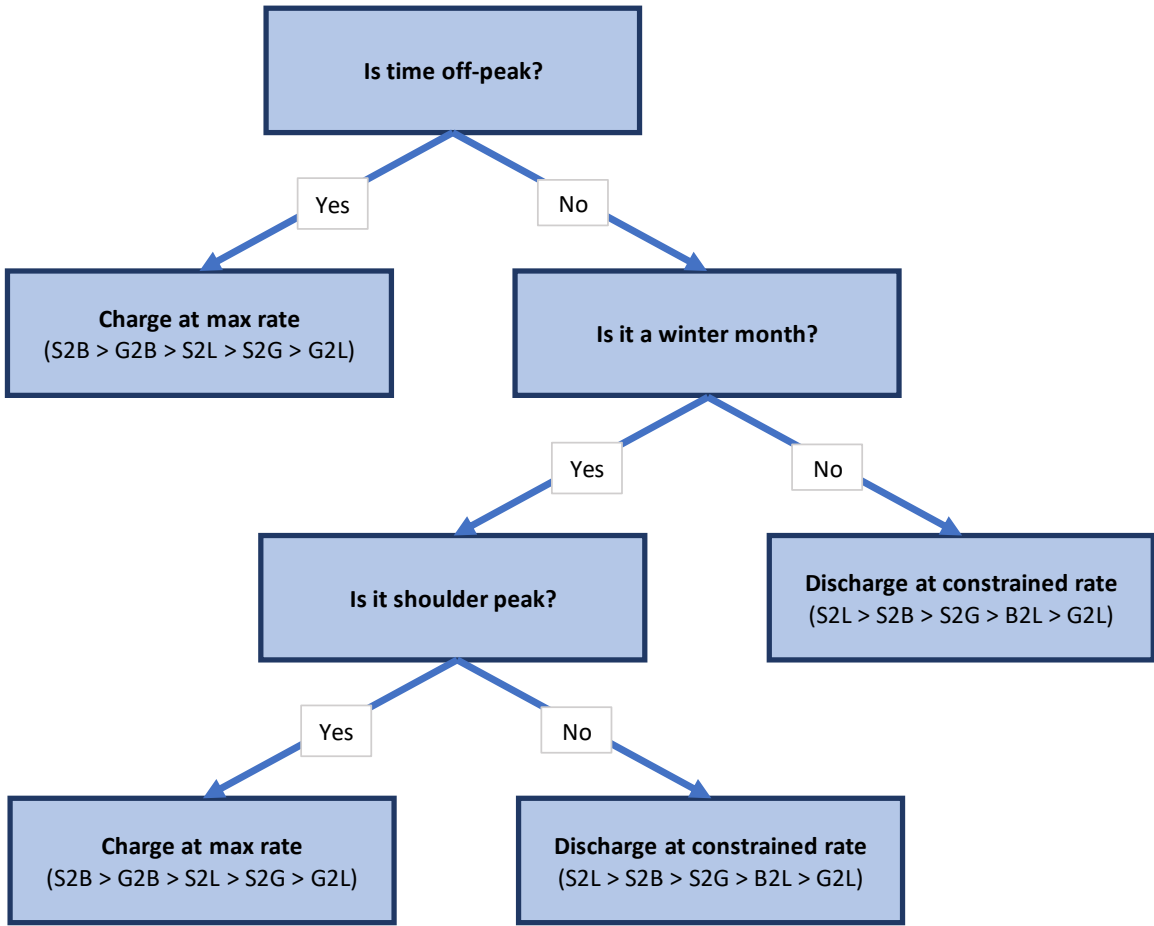 Is time off-peak?
Yes
No
Charge at max rate
(S2B > G2B > S2L > S2G > G2L)
Is it a winter month?
Yes
No
Is it shoulder peak?
Discharge at constrained rate
(S2L > S2B > S2G > B2L > G2L)
Yes
No
Charge at max rate
(S2B > G2B > S2L > S2G > G2L)
Discharge at constrained rate
(S2L > S2B > S2G > B2L > G2L)